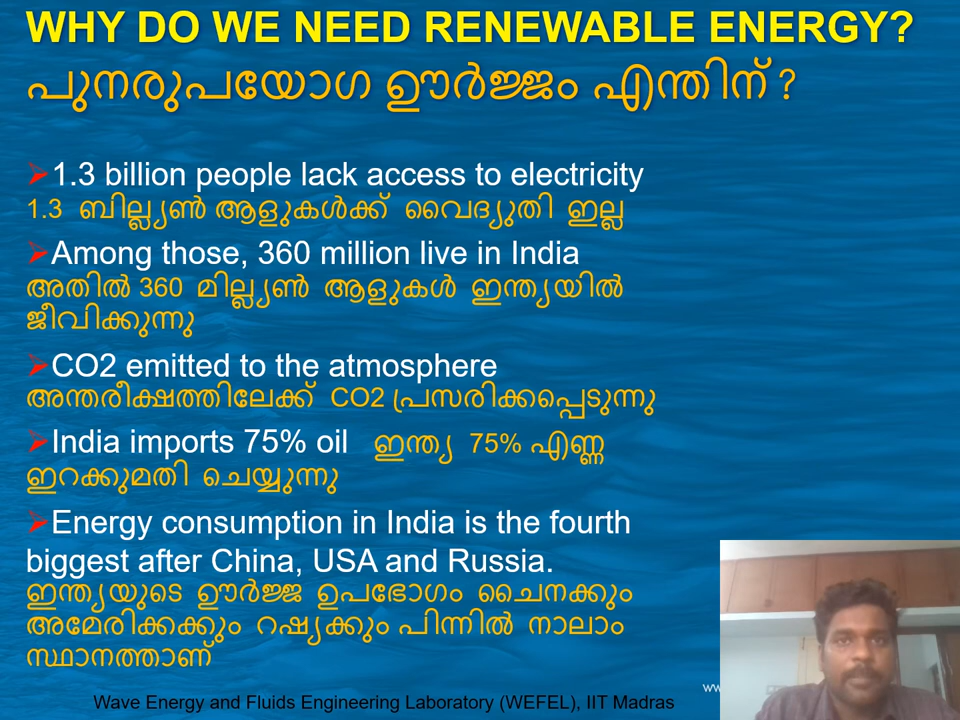 WHY DO WE NEED RENEWABLE ENERGY?
പുനരുപയോഗ ഊർജ്ജം എന്തിന് ?
➢1.3 billion people lack access to electricity
1.3 ബില്ല്യൺ ആളുകൾക്ക് വൈദ്യുതി ഇല്ല
➢Among those, 360 million live in India
അതിൽ 360 മില്ല്യൺ ആളുകൾ ഇന്ത്യയിൽ
ജീവിക്കുന്നു
➢CO2 emitted to the atmosphere
അന്തരീക്ഷത്തിലേക്ക് CO2 പ്രസരിക്കപ്പെടുന്നു
➢India imports 75% oil ഇന്ത്യ 75% എണ്ണ
ഇറക്കുമതി ചെയ്യുന്നു
➢Energy consumption in India is the fourth
biggest after China, USA and Russia.
ഇന്ത്യയുടെ ഊർജ്ജ ഉപഭോഗം ചൈനക്കും
അമേരിക്കക്കും റഷ്യക്കും പിന്നിൽ നാലാം
സ്ഥാനത്താണ്
Wave Energy and Fluids Engineering Laboratory (WEFEL), IIT Madras